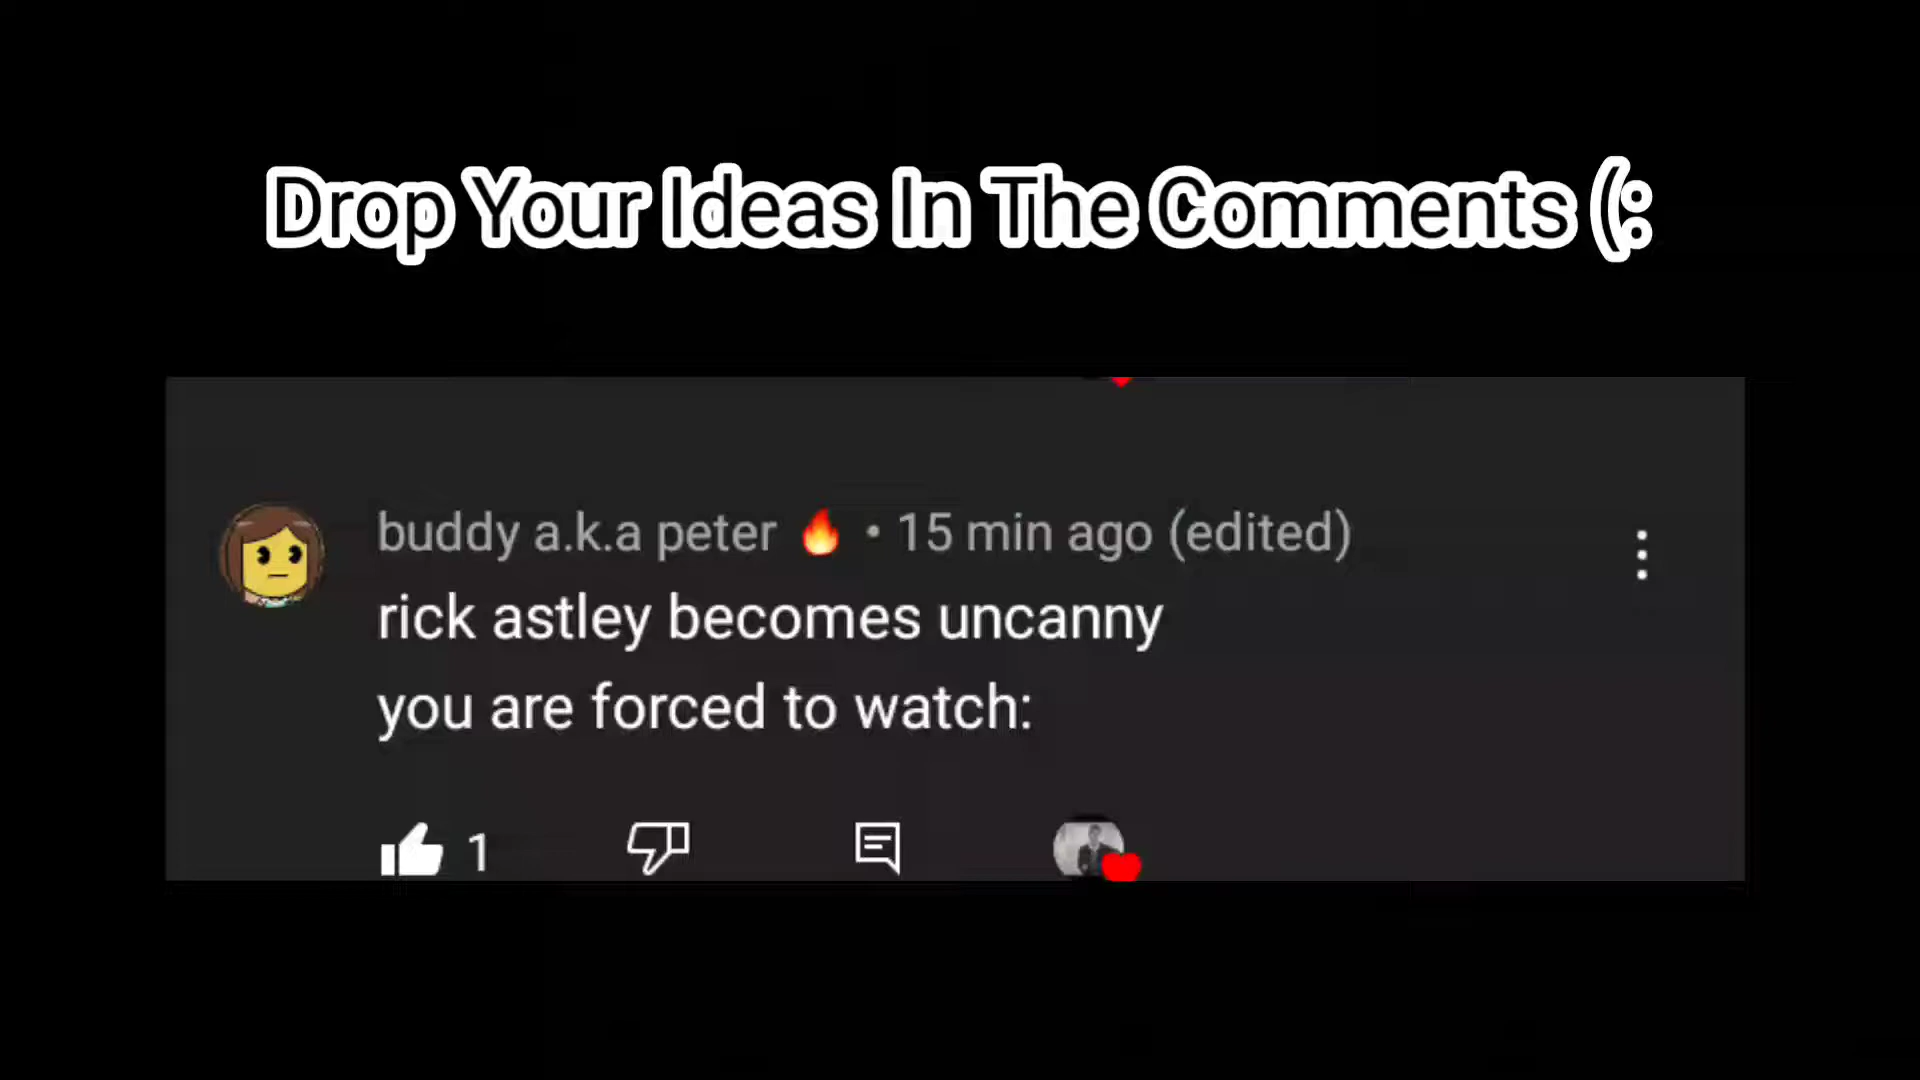 Drop Your Ideas In The Comments (:
buddy a.k.a peter 🔥 • 15 min ago (edited)
rick astley becomes uncanny
you are forced to watch:
1